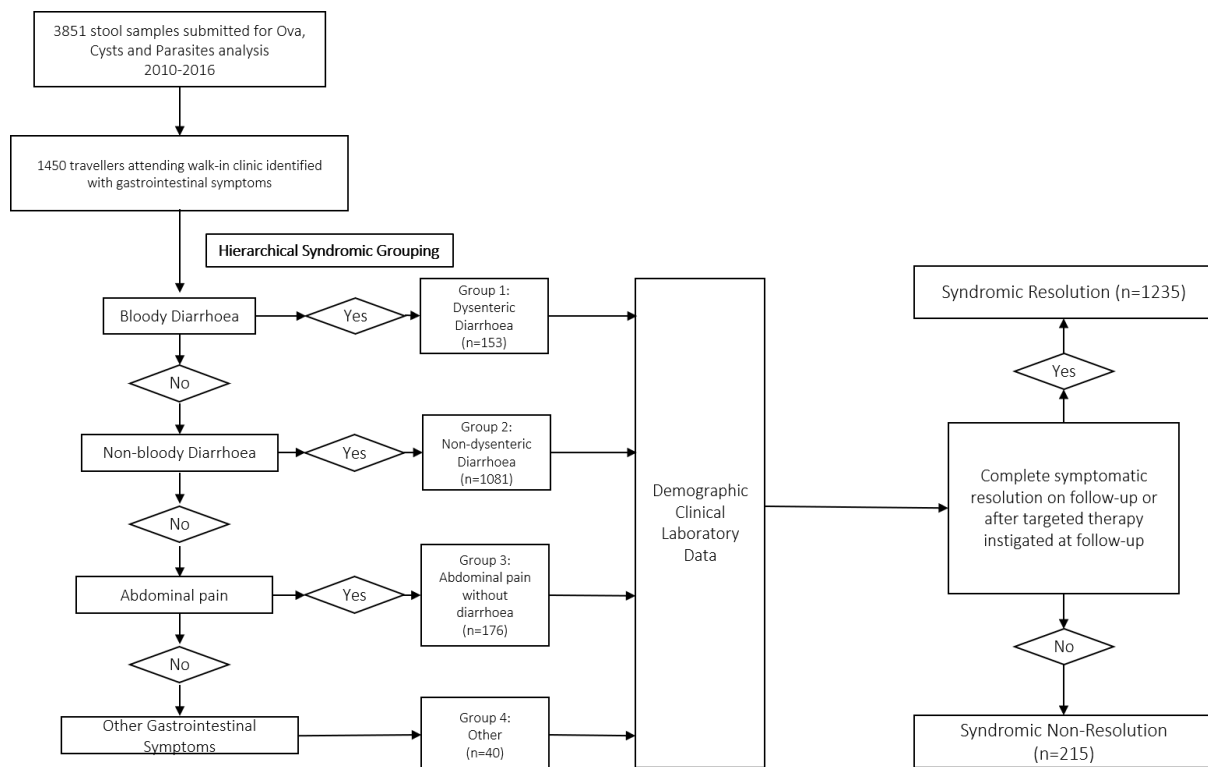 3851 stool samples submitted for Ova,
Cysts and Parasites analysis
2010-2016
1450 travellers attending walk-in clinic identified
with gastrointestinal symptoms
Hierarchical Syndromic Grouping
Bloody Diarrhoea
Yes
Group 1:
Dysenteric
Diarrhoea
(n=153)
No
Non-bloody Diarrhoea
Yes
Group 2:
Non-dysenteric
Diarrhoea
(n=1081)
No
Abdominal pain
Yes
Group 3:
Abdominal pain
without
diarrhoea
(n=176)
No
Other Gastrointestinal
Symptoms
Group 4:
Other
(n=40)
Demographic
Clinical
Laboratory
Data
Syndromic Resolution (n=1235)
Yes
Complete symptomatic
resolution on follow-up or
after targeted therapy
instigated at follow-up
No
Syndromic Non-Resolution
(n=215)